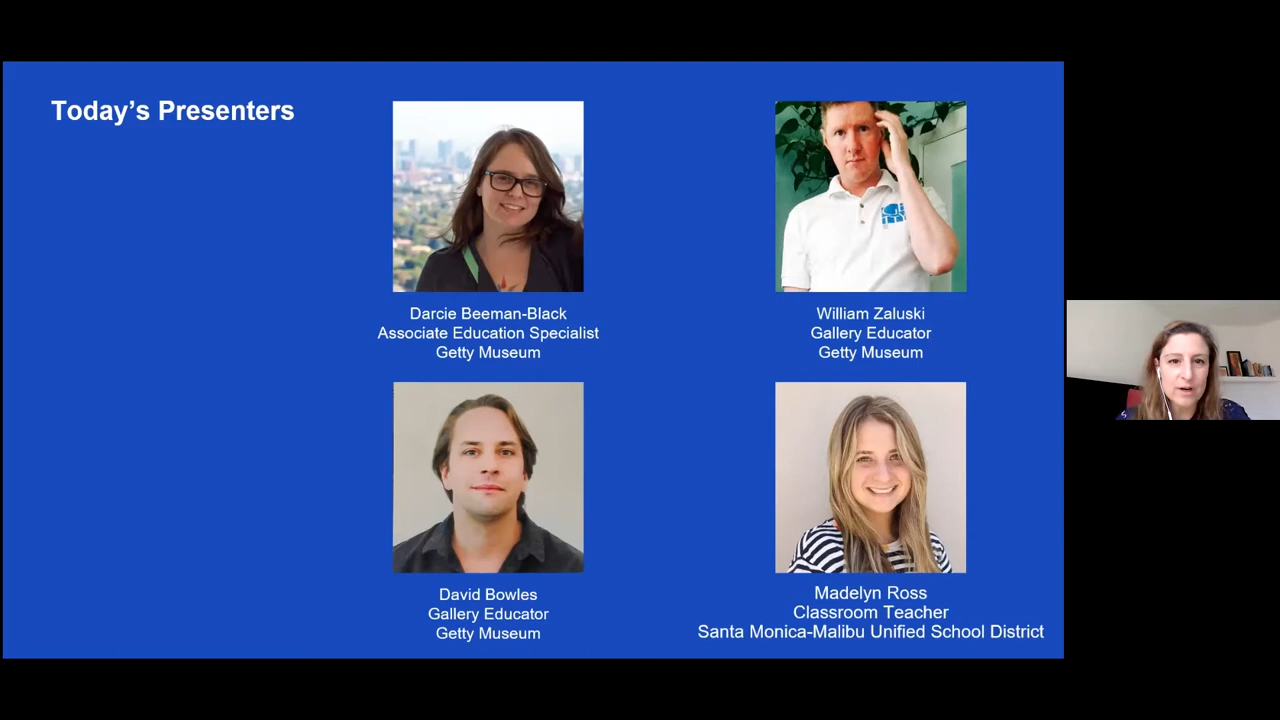 Today's Presenters
Darcie Beeman-Black
Associate Education Specialist
Getty Museum
William Zaluski
Gallery Educator
Getty Museum
David Bowles
Gallery Educator
Getty Museum
Madelyn Ross
Classroom Teacher
Santa Monica-Malibu Unified School District